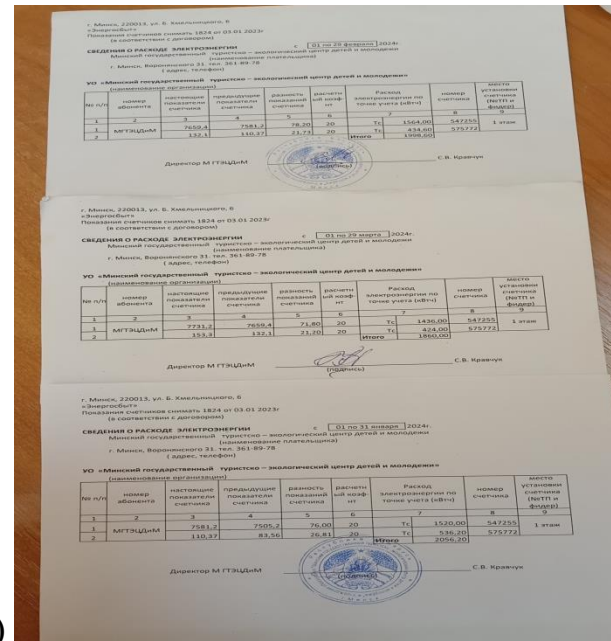 г. Минск, 220013, ул. Б. Хмельницкого, 6
«Энергосбыт»
Показания счетчиков снимать 1824 от 03.01 2023г
(в соответствии с договором)
СВЕДЕНИЯ О РАСХОДЕ ЭЛЕКТРОЭНЕРГИИ с 01 по 28 февраля 2024г.
Минский государственный туристско – экологический центр детей и молодежи
(наименование плательщика)
г. Минск, Воронянского 31. тел. 361-89-78
( адрес, телефон)
УО «Минский государственный туристско – экологический центр детей и молодежи»
(наименование организации)
№ п/п номер абонента настоящие показатели счетчика предыдущие показатели счетчика разность показаний счетчика расчетн ый коэф нт Расход электроэнергии по точке учета (кВтч) номер счетчика место установки счетчика (№ТП и фидер)
1 2 3 4 5 6 7 8 9
1 МГТЭЦДиМ 7659,4 7581,2 78,20 20 Тс 1564,00 547255 1 этаж
2 132,1 110,37 21,73 20 Тс 434,60 575772
Итого 1998,60
Директор М ГТЭЦДиМ С.В. Кравчук
(подпись)
г. Минск, 220013, ул. Б. Хмельницкого, 6
«Энергосбыт»
Показания счетчиков снимать 1824 от 03.01 2023г
(в соответствии с договором)
СВЕДЕНИЯ О РАСХОДЕ ЭЛЕКТРОЭНЕРГИИ с 01 по 29 марта 2024г.
Минский государственный туристско – экологический центр детей и молодежи
(наименование плательщика)
г. Минск, Воронянского 31. тел. 361-89-78
( адрес, телефон)
УО «Минский государственный туристско – экологический центр детей и молодежи»
(наименование организации)
№ п/п номер абонента настоящие показатели счетчика предыдущие показатели счетчика разность показаний счетчика расчетн ый коэф нт Расход электроэнергии по точке учета (кВтч) номер счетчика место установки счетчика (№ТП и фидер)
1 2 3 4 5 6 7 8 9
1 МГТЭЦДиМ 7731,2 7659,4 71,80 20 Тс 1436,00 547255 1 этаж
2 153,3 132,1 21,20 20 Тс 424,00 575772
Итого 1860,00
Директор М ГТЭЦДиМ С.В. Кравчук
(подпись)
г. Минск, 220013, ул. Б. Хмельницкого, 6
«Энергосбыт»
Показания счетчиков снимать 1824 от 03.01 2023г
(в соответствии с договором)
СВЕДЕНИЯ О РАСХОДЕ ЭЛЕКТРОЭНЕРГИИ с 01 по 31 января 2024г.
Минский государственный туристско – экологический центр детей и молодежи
(наименование плательщика)
г. Минск, Воронянского 31. тел. 361-89-78
( адрес, телефон)
УО «Минский государственный туристско – экологический центр детей и молодежи»
(наименование организации)
№ п/п номер абонента настоящие показатели счетчика предыдущие показатели счетчика разность показаний счетчика расчетн ый коэф нт Расход электроэнергии по точке учета (кВтч) номер счетчика место установки счетчика (№ТП и фидер)
1 2 3 4 5 6 7 8 9
1 МГТЭЦДиМ 7581,2 7505,2 76,00 20 Тс 1520,00 547255 1 этаж
2 110,37 83,56 26,81 20 Тс 536,20 575772
Итого 2056,20
Директор М ГТЭЦДиМ С.В. Кравчук
(подпись)